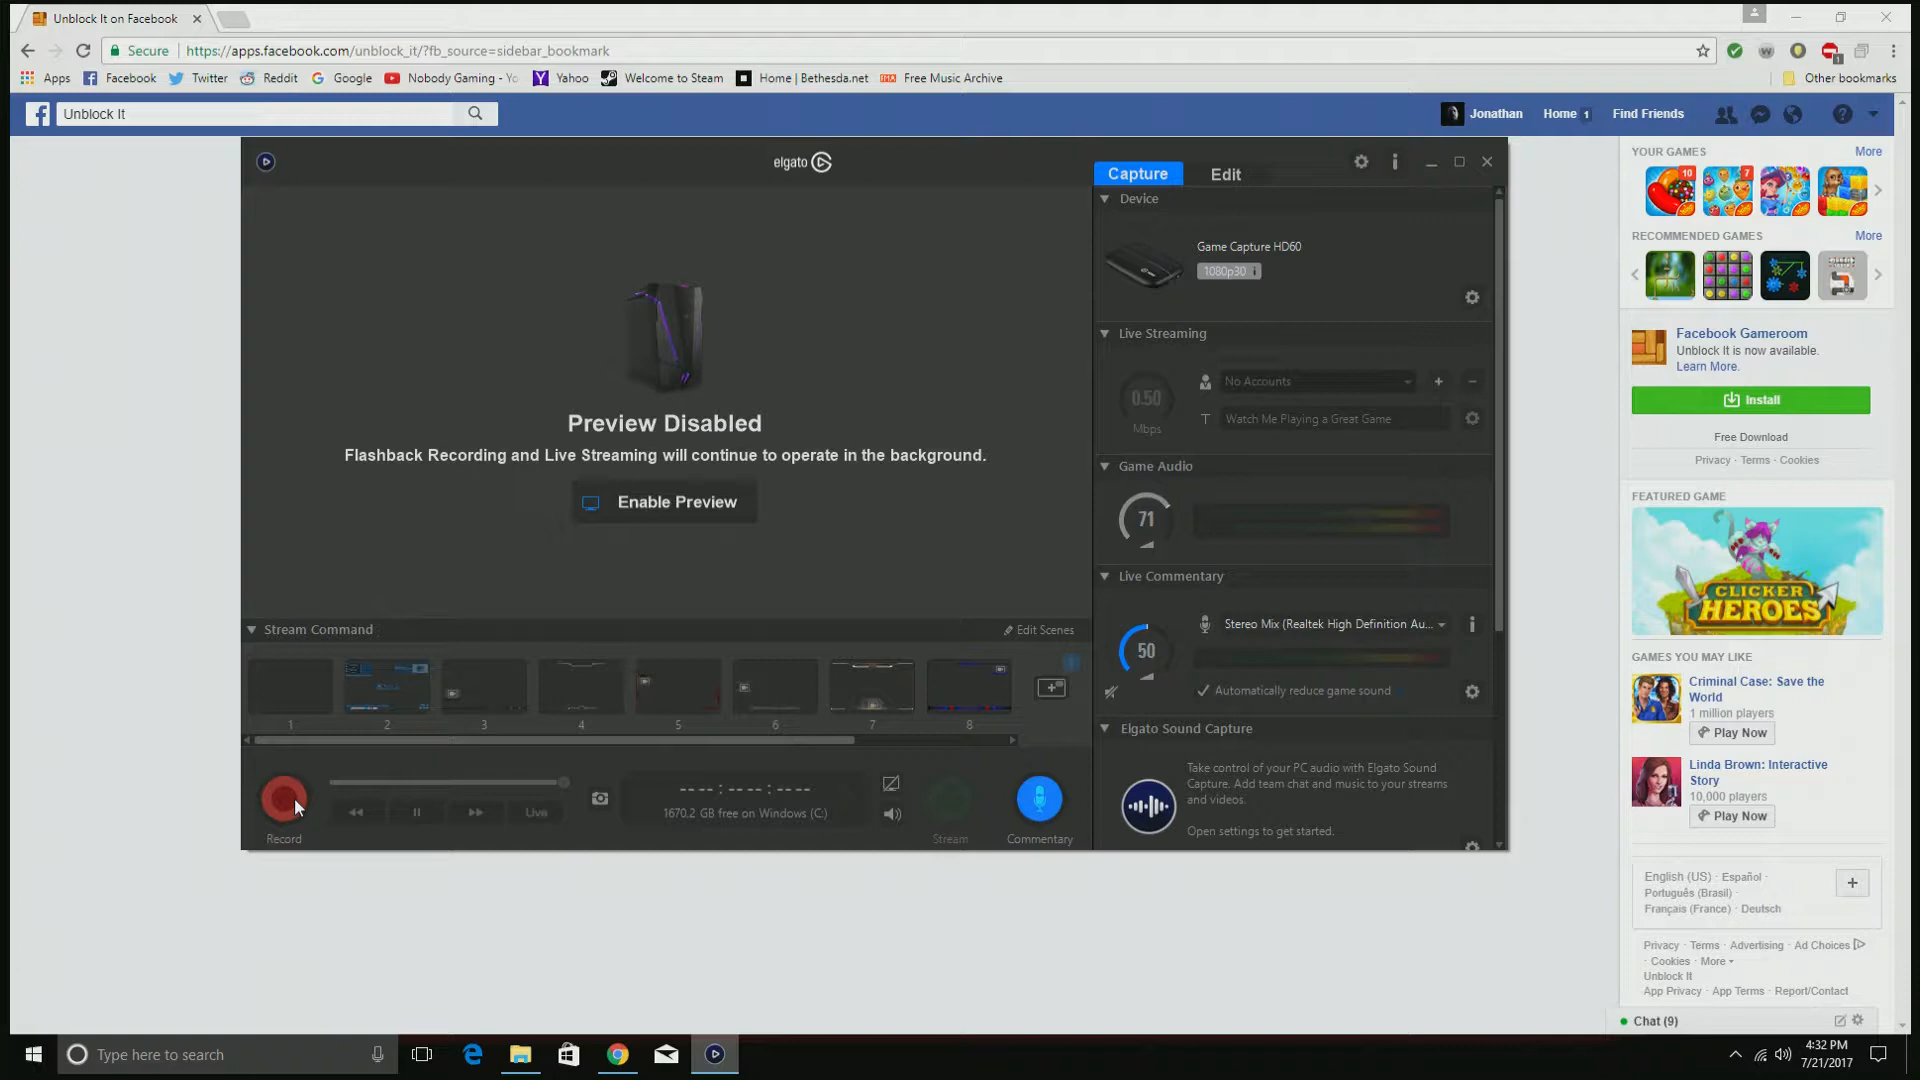 Unblock It on Facebook
Secure
https://apps.facebook.com/unblock_it/?fb_source=sidebar_bookmark
Apps
Facebook
Twitter
Reddit
Google
Nobody Gaming - Yo
Yahoo
Welcome to Steam
Home | Bethesda.net
IMA
Free Music Archive
Other bookmarks
Unblock It
Jonathan
Home 1
Find Friends
elgato
Capture
Edit
Device
Game Capture HD60
1080p30
Live Streaming
0.50
Mbps
No Accounts
Watch Me Playing a Great Game
Game Audio
71
Preview Disabled
Flashback Recording and Live Streaming will continue to operate in the background.
Enable Preview
Live Commentary
Stereo Mix (Realtek High Definition Au...
50
Automatically reduce game sound
Stream Command
Edit Scenes
1
2
3
4
5
6
7
8
Elgato Sound Capture
Take control of your PC audio with Elgato Sound
Capture. Add team chat and music to your streams
and videos.
Open settings to get started.
Record
Live
----:----:----
1670.2 GB free on Windows (C:)
Stream
Commentary
YOUR GAMES
More
10
7
RECOMMENDED GAMES
More
Facebook Gameroom
Unblock It is now available.
Learn More.
Install
Free Download
Privacy · Terms · Cookies
FEATURED GAME
CLICKER
HEROES
GAMES YOU MAY LIKE
Criminal Case: Save the
World
1 million players
Play Now
Linda Brown: Interactive
Story
10,000 players
Play Now
English (US) · Español ·
Português (Brasil) ·
Français (France) · Deutsch
Privacy · Terms · Advertising · Ad Choices
· Cookies · More
Unblock It
App Privacy · App Terms · Report/Contact
Chat (9)
Type here to search
4:32 PM
7/21/2017